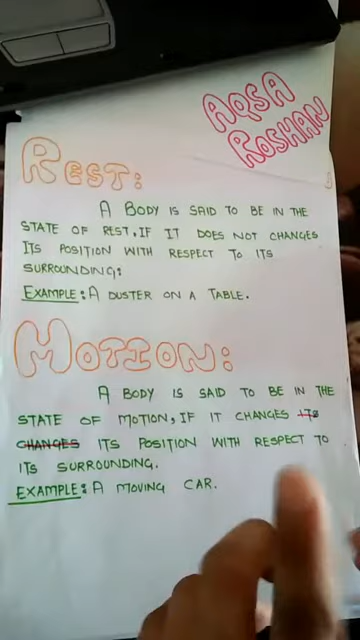 AQSA
ROSHAN
REST:
A BODY IS SAID TO BE IN THE
STATE OF REST, IF IT DOES NOT CHANGES
ITS POSITION WITH RESPECT TO ITS
SURROUNDING:
EXAMPLE: A DUSTER ON A TABLE.
MOTION:
A BODY IS SAID TO BE IN THE
STATE OF MOTION, IF IT CHANGES ITS
CHANGES ITS POSITION WITH RESPECT TO
ITS SURROUNDING.
EXAMPLE: A MOVING CAR.